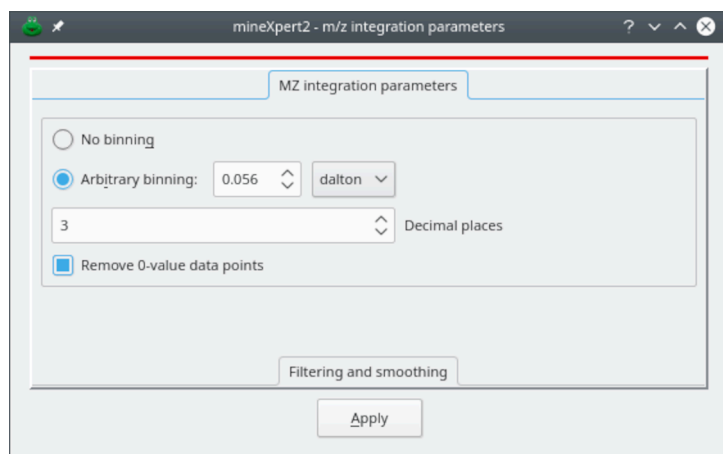 mineXpert2 - m/z integration parameters
?
MZ integration parameters
No binning
Arbitrary binning: 0.056 dalton
3 Decimal places
Remove 0-value data points
Filtering and smoothing
Apply